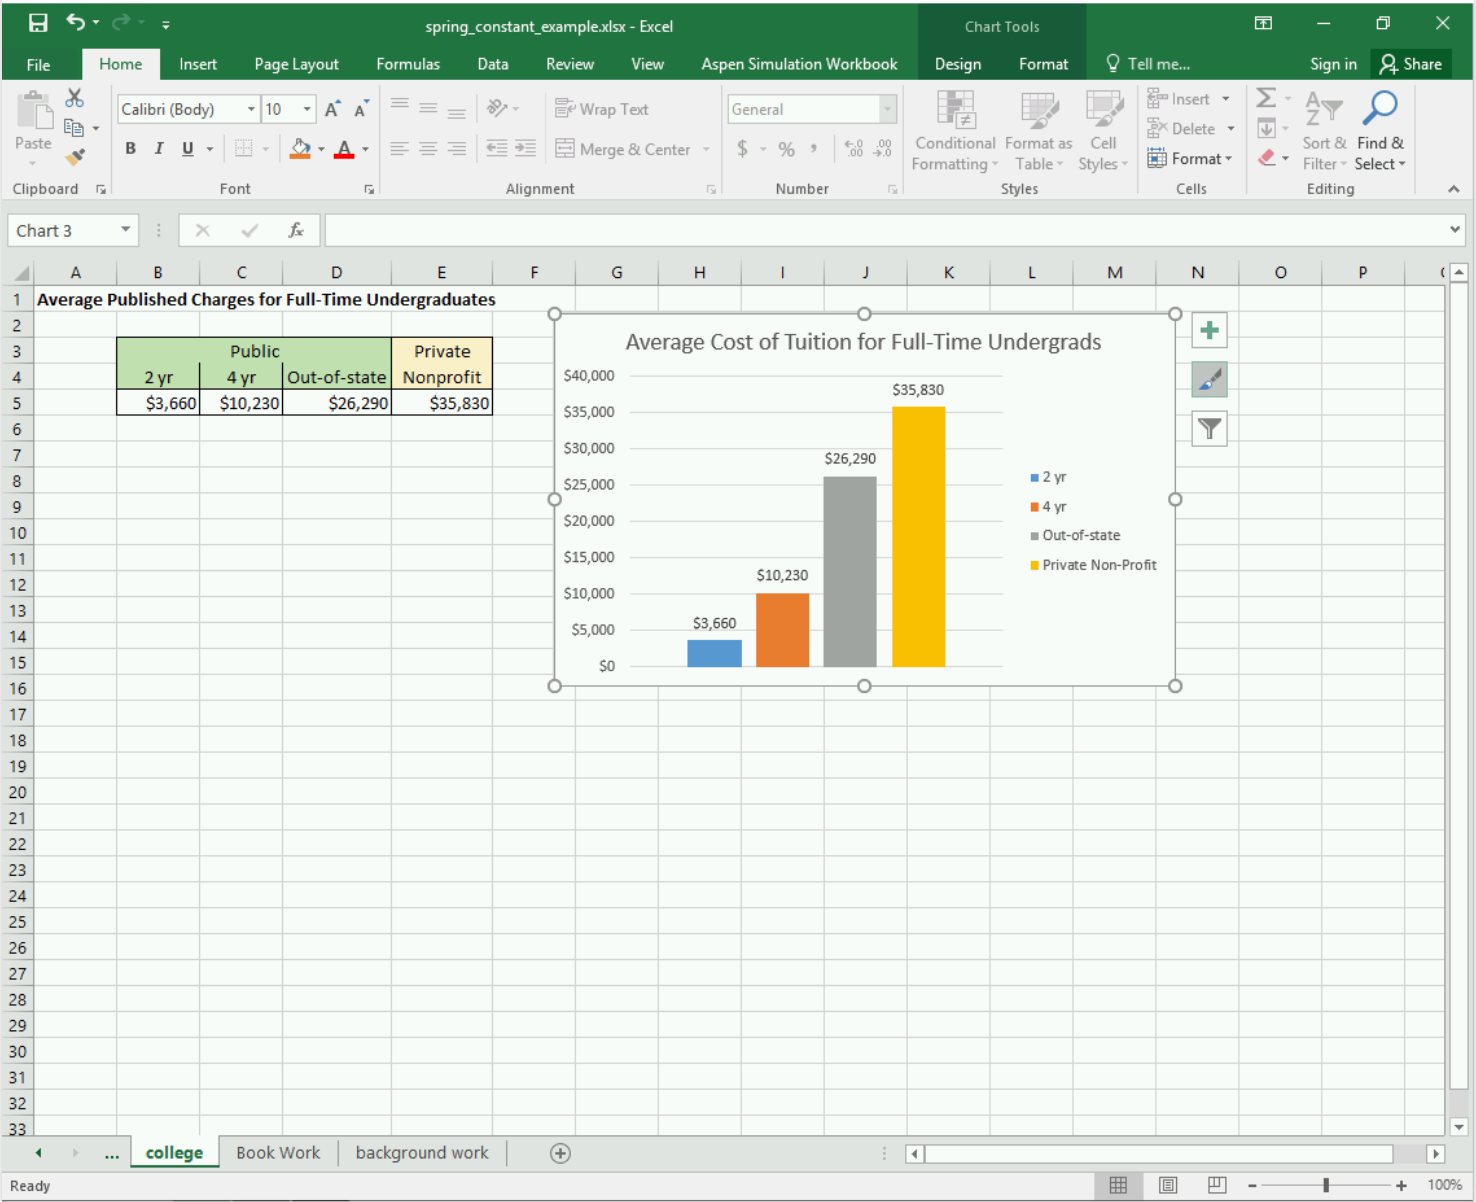 spring_constant_example.xlsx - Excel
Chart Tools
File Home Insert Page Layout Formulas Data Review View Aspen Simulation Workbook Design Format Tell me... Sign in Share
Paste
Calibri (Body) 10 A A
B I U A
Wrap Text
Merge & Center
General
$ % , .00 .0 .00 .0
Conditional Formatting
Format as Table
Cell Styles
Insert
Delete
Format
Sort & Filter
Find & Select
Clipboard Font Alignment Number Styles Cells Editing
Chart 3 fx
A B C D E F G H I J K L M N O P
1 Average Published Charges for Full-Time Undergraduates
2
3 Public Private
4 2 yr 4 yr Out-of-state Nonprofit
5 $3,660 $10,230 $26,290 $35,830
6
7
8
9
10
11
12
13
14
15
16
17
18
19
20
21
22
23
24
25
26
27
28
29
30
31
32
33
Average Cost of Tuition for Full-Time Undergrads
$40,000
$35,000
$30,000
$25,000
$20,000
$15,000
$10,000
$5,000
$0
$3,660
$10,230
$26,290
$35,830
2 yr
4 yr
Out-of-state
Private Non-Profit
... college Book Work background work
Ready 100%